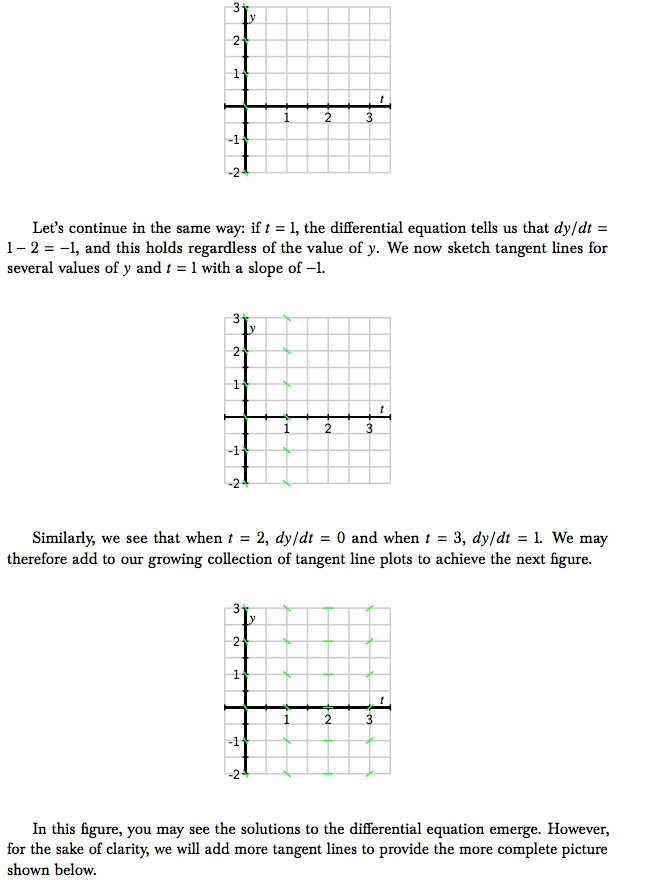 3
y
2
1
t
1 2 3
-1
-2
Let's continue in the same way: if t = 1, the differential equation tells us that dy/dt =
1 − 2 = −1, and this holds regardless of the value of y. We now sketch tangent lines for
several values of y and t = 1 with a slope of −1.
3
y
2
1
t
1 2 3
-1
-2
Similarly, we see that when t = 2, dy/dt = 0 and when t = 3, dy/dt = 1. We may
therefore add to our growing collection of tangent line plots to achieve the next figure.
3
y
2
1
t
1 2 3
-1
-2
In this figure, you may see the solutions to the differential equation emerge. However,
for the sake of clarity, we will add more tangent lines to provide the more complete picture
shown below.